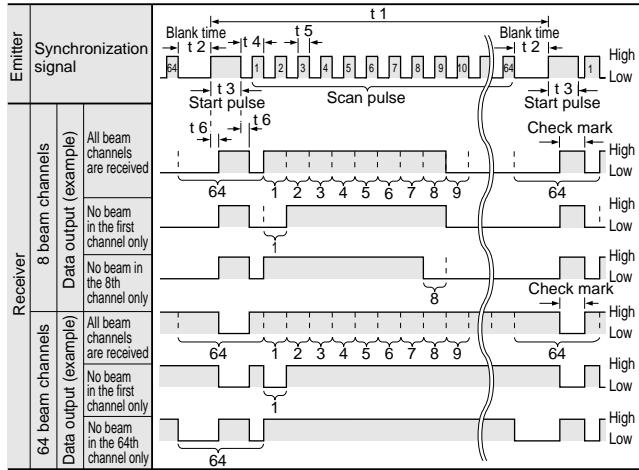 t 1
Blank time
t 2
t 4
t 5
Blank time
t 2
Emitter
Synchronization
signal
64
1
2
3
4
5
6
7
8
9
10
64
1
High
Low
t 3
Start pulse
Scan pulse
t 3
Start pulse
t 6
t 6
Check mark
Receiver
8 beam channels
Data output (example)
All beam
channels
are received
High
Low
64
1
2
3
4
5
6
7
8
9
64
No beam
in the first
channel only
High
Low
1
No beam in
the 8th
channel only
High
Low
8
Check mark
64 beam channels
Data output (example)
All beam
channels
are received
High
Low
64
1
2
3
4
5
6
7
8
9
64
No beam
in the first
channel only
High
Low
1
No beam
in the 64th
channel only
High
Low
64